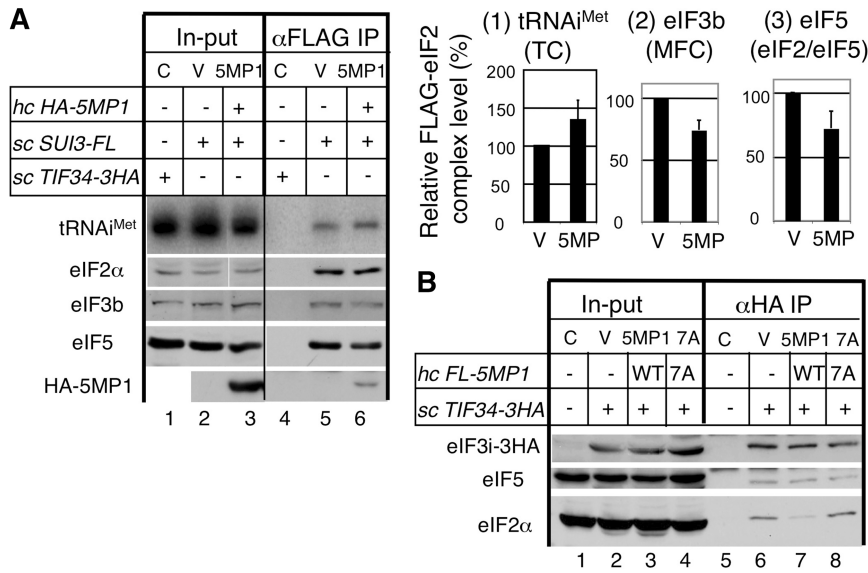 A
In-put αFLAG IP
C V 5MP1 C V 5MP1
hc HA-5MP1 - - + - - +
sc SUI3-FL - + + - + +
sc TIF34-3HA + - - + - -
tRNAiMet
eIF2α
eIF3b
eIF5
HA-5MP1
1 2 3 4 5 6
Relative FLAG-eIF2
complex level (%)
(1) tRNAiMet
(TC)
200
150
100
50
0
V 5MP
(2) eIF3b
(MFC)
100
50
0
V 5MP
(3) eIF5
(eIF2/eIF5)
100
50
0
V 5MP
B
In-put αHA IP
C V 5MP1 7A C V 5MP1 7A
hc FL-5MP1 - - WT 7A - - WT 7A
sc TIF34-3HA - + + + - + + +
eIF3i-3HA
eIF5
eIF2α
1 2 3 4 5 6 7 8